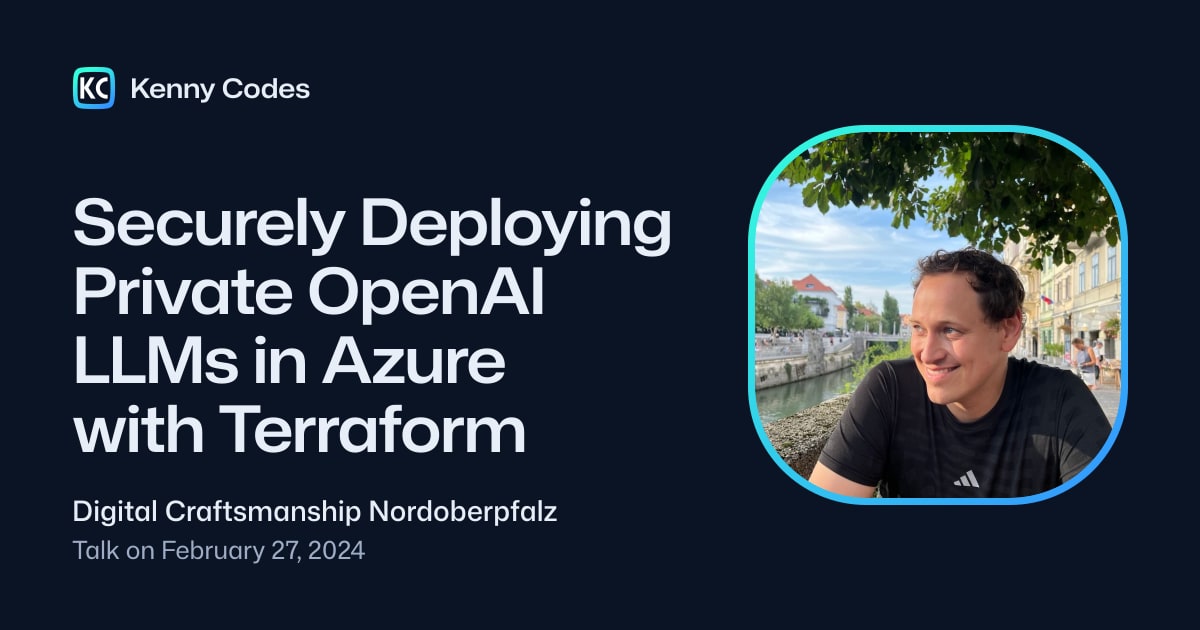 KC Kenny Codes
Securely Deploying
Private OpenAI
LLMs in Azure
with Terraform
Digital Craftsmanship Nordoberpfalz
Talk on February 27, 2024